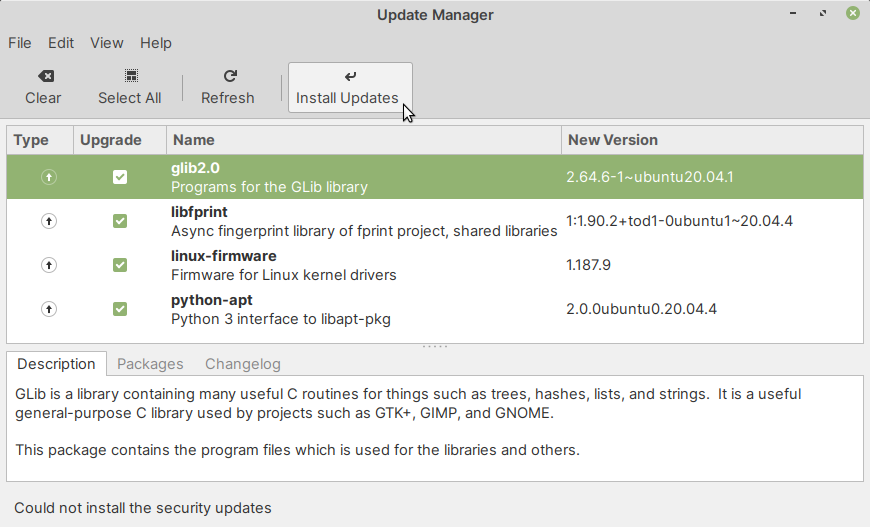 Update Manager
File Edit View Help
Clear Select All Refresh Install Updates
Type Upgrade Name New Version
glib2.0
Programs for the GLib library 2.64.6-1~ubuntu20.04.1
libfprint
Async fingerprint library of fprint project, shared libraries 1:1.90.2+tod1-0ubuntu1~20.04.4
linux-firmware
Firmware for Linux kernel drivers 1.187.9
python-apt
Python 3 interface to libapt-pkg 2.0.0ubuntu0.20.04.4
Description Packages Changelog
GLib is a library containing many useful C routines for things such as trees, hashes, lists, and strings.  It is a useful
general-purpose C library used by projects such as GTK+, GIMP, and GNOME.
This package contains the program files which is used for the libraries and others.
Could not install the security updates